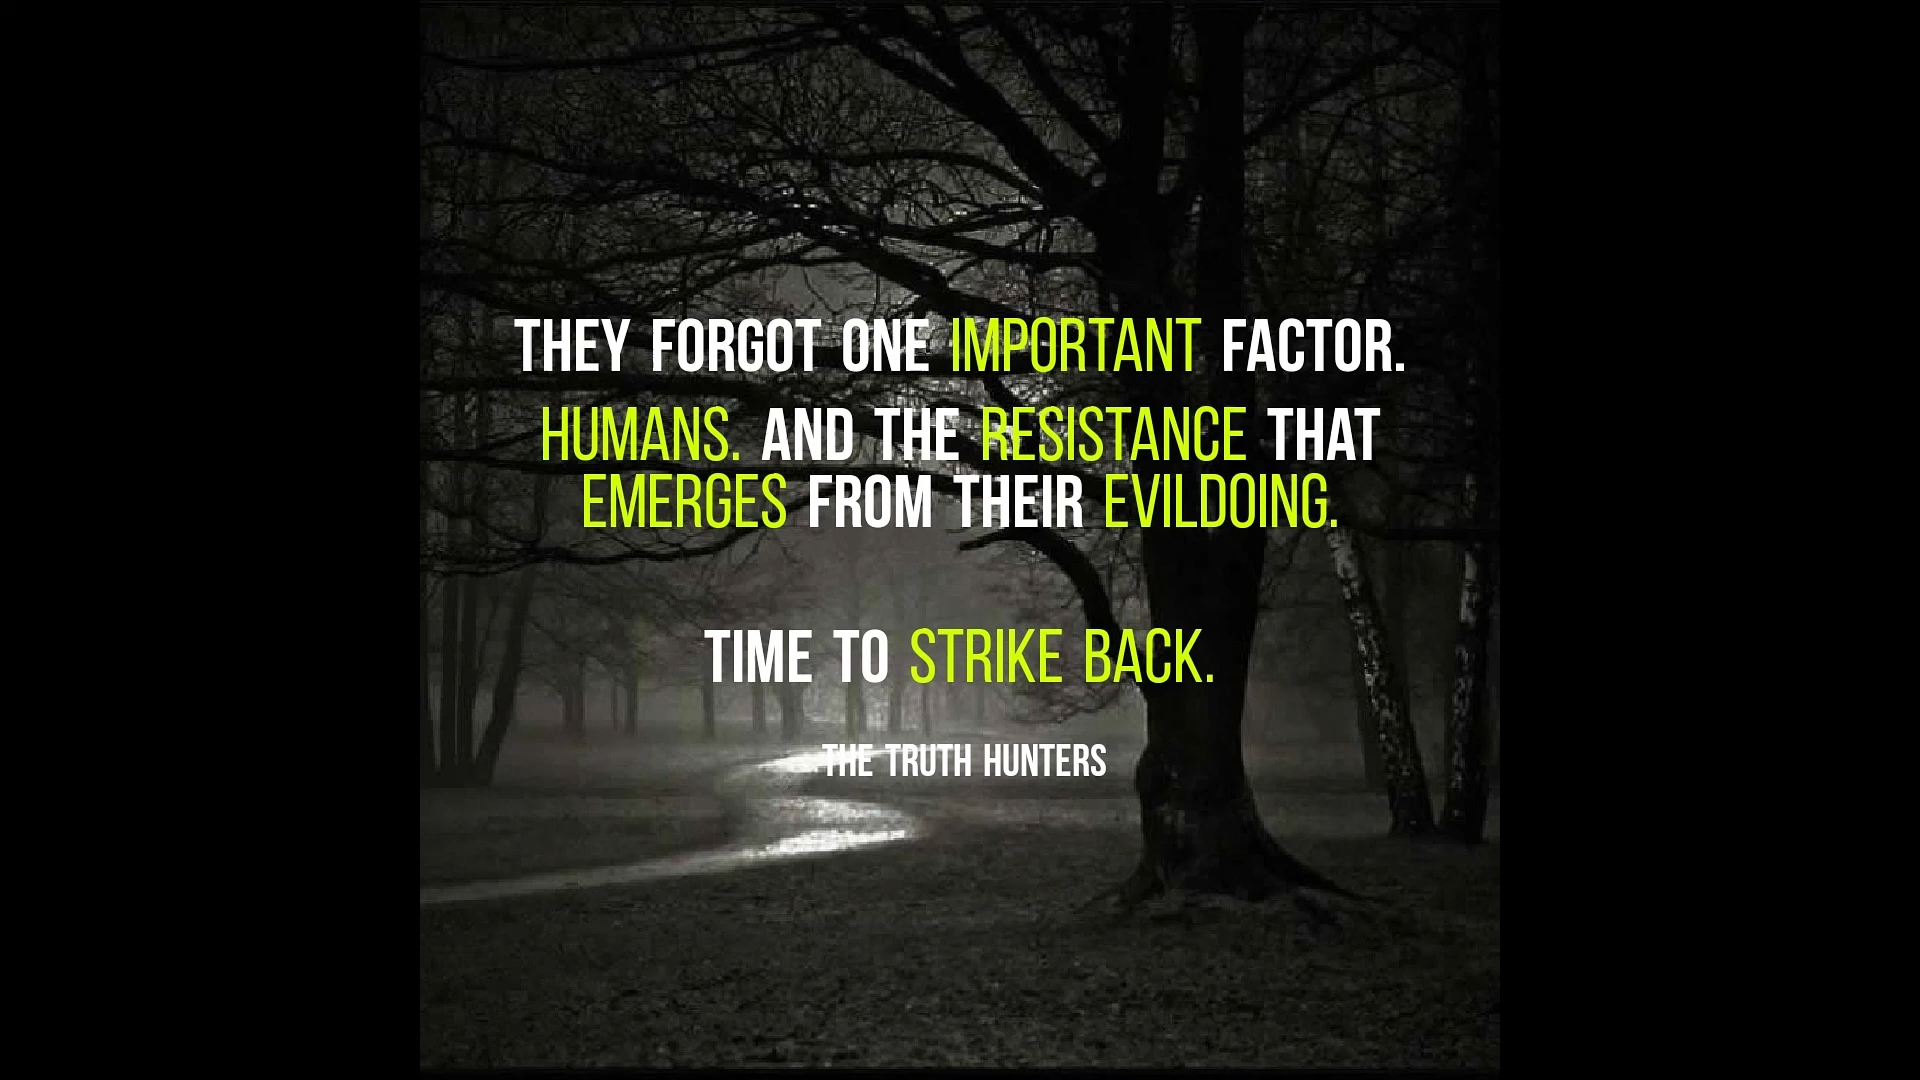 THEY FORGOT ONE IMPORTANT FACTOR.
HUMANS. AND THE RESISTANCE THAT
EMERGES FROM THEIR EVILDOING.
TIME TO STRIKE BACK.
THE TRUTH HUNTERS